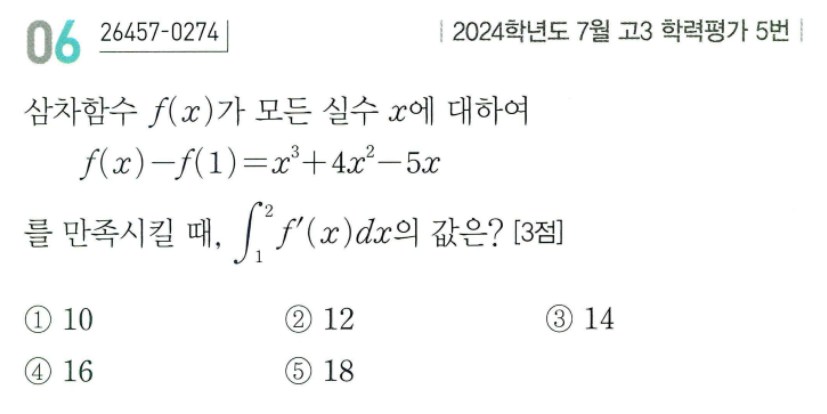 06 26457-0274 | 2024학년도 7월 고3 학력평가 5번 |
삼차함수 f(x)가 모든 실수 x에 대하여
f(x)-f(1)=x³+4x²-5x
를 만족시킬 때, ∫₁² f′(x)dx의 값은? [3점]
① 10 ② 12 ③ 14
④ 16 ⑤ 18